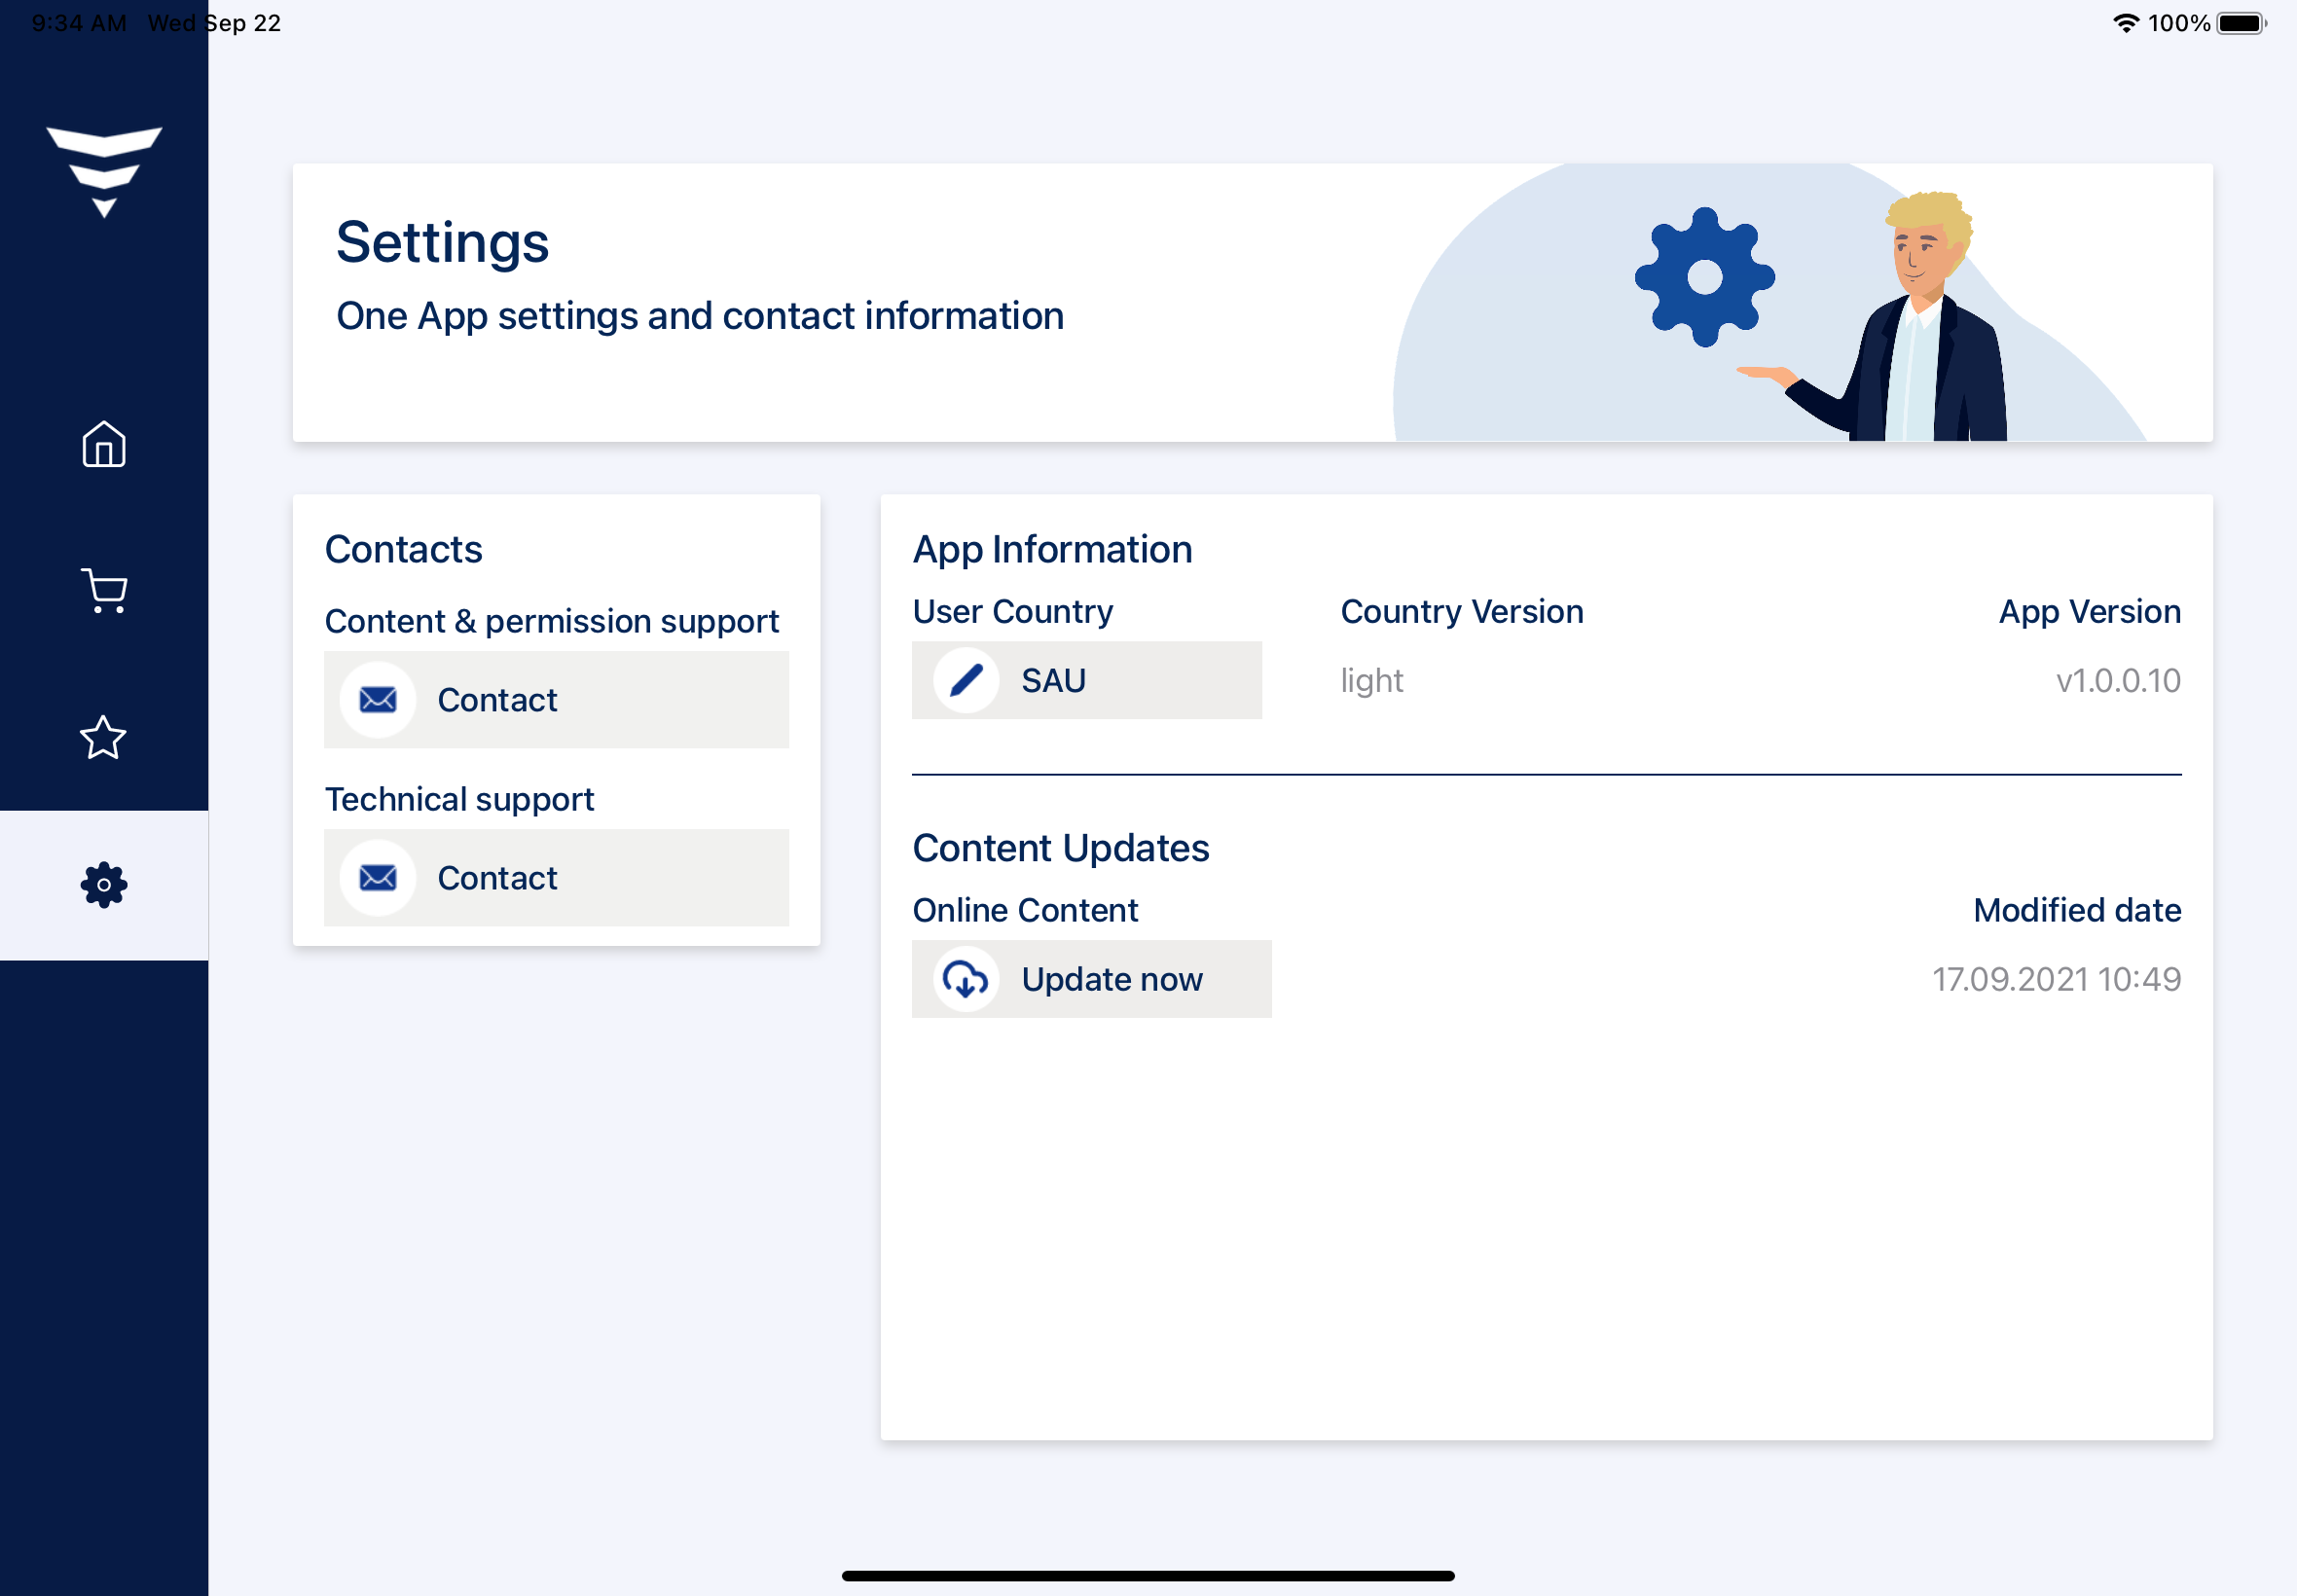 9:34 AM Wed Sep 22
100%
Settings
One App settings and contact information
Contacts
Content & permission support
Contact
Technical support
Contact
App Information
User Country Country Version App Version
SAU light v1.0.0.10
Content Updates
Online Content Modified date
Update now 17.09.2021 10:49